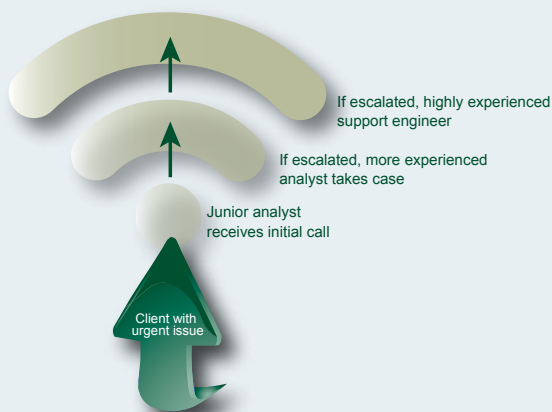 If escalated, highly experienced
support engineer
If escalated, more experienced
analyst takes case
Junior analyst
receives initial call
Client with
urgent issue